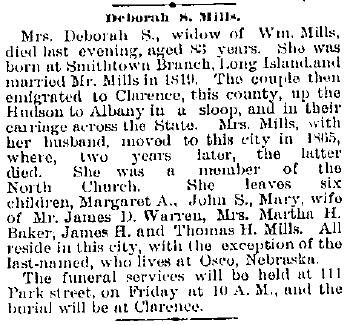 Deborah S. Mills.
Mrs. Deborah S., widow of Wm. Mills,
died last evening, aged 83 years. She was
born at Smithtown Branch, Long Island.and
married Mr. Mills in 1819. The couple then
emigrated to Clarence, this county, up the
Hudson to Albany in a sloop, and in their
carriage across the State. Mrs. Mills, with
her husband, moved to this city in 1865,
where, two years later, the latter
died. She was a member of the
North Church. She leaves six
children, Margaret A., John S., Mary, wife
of Mr. James D. Warren, Mrs. Martha H.
Baker, James H. and Thomas H. Mills. All
reside in this city, with the exception of the
last-named, who lives at Osco, Nebraska.
The funeral services will be held at 111
Park street, on Friday at 10 A. M., and the
burial will be at Clarence.